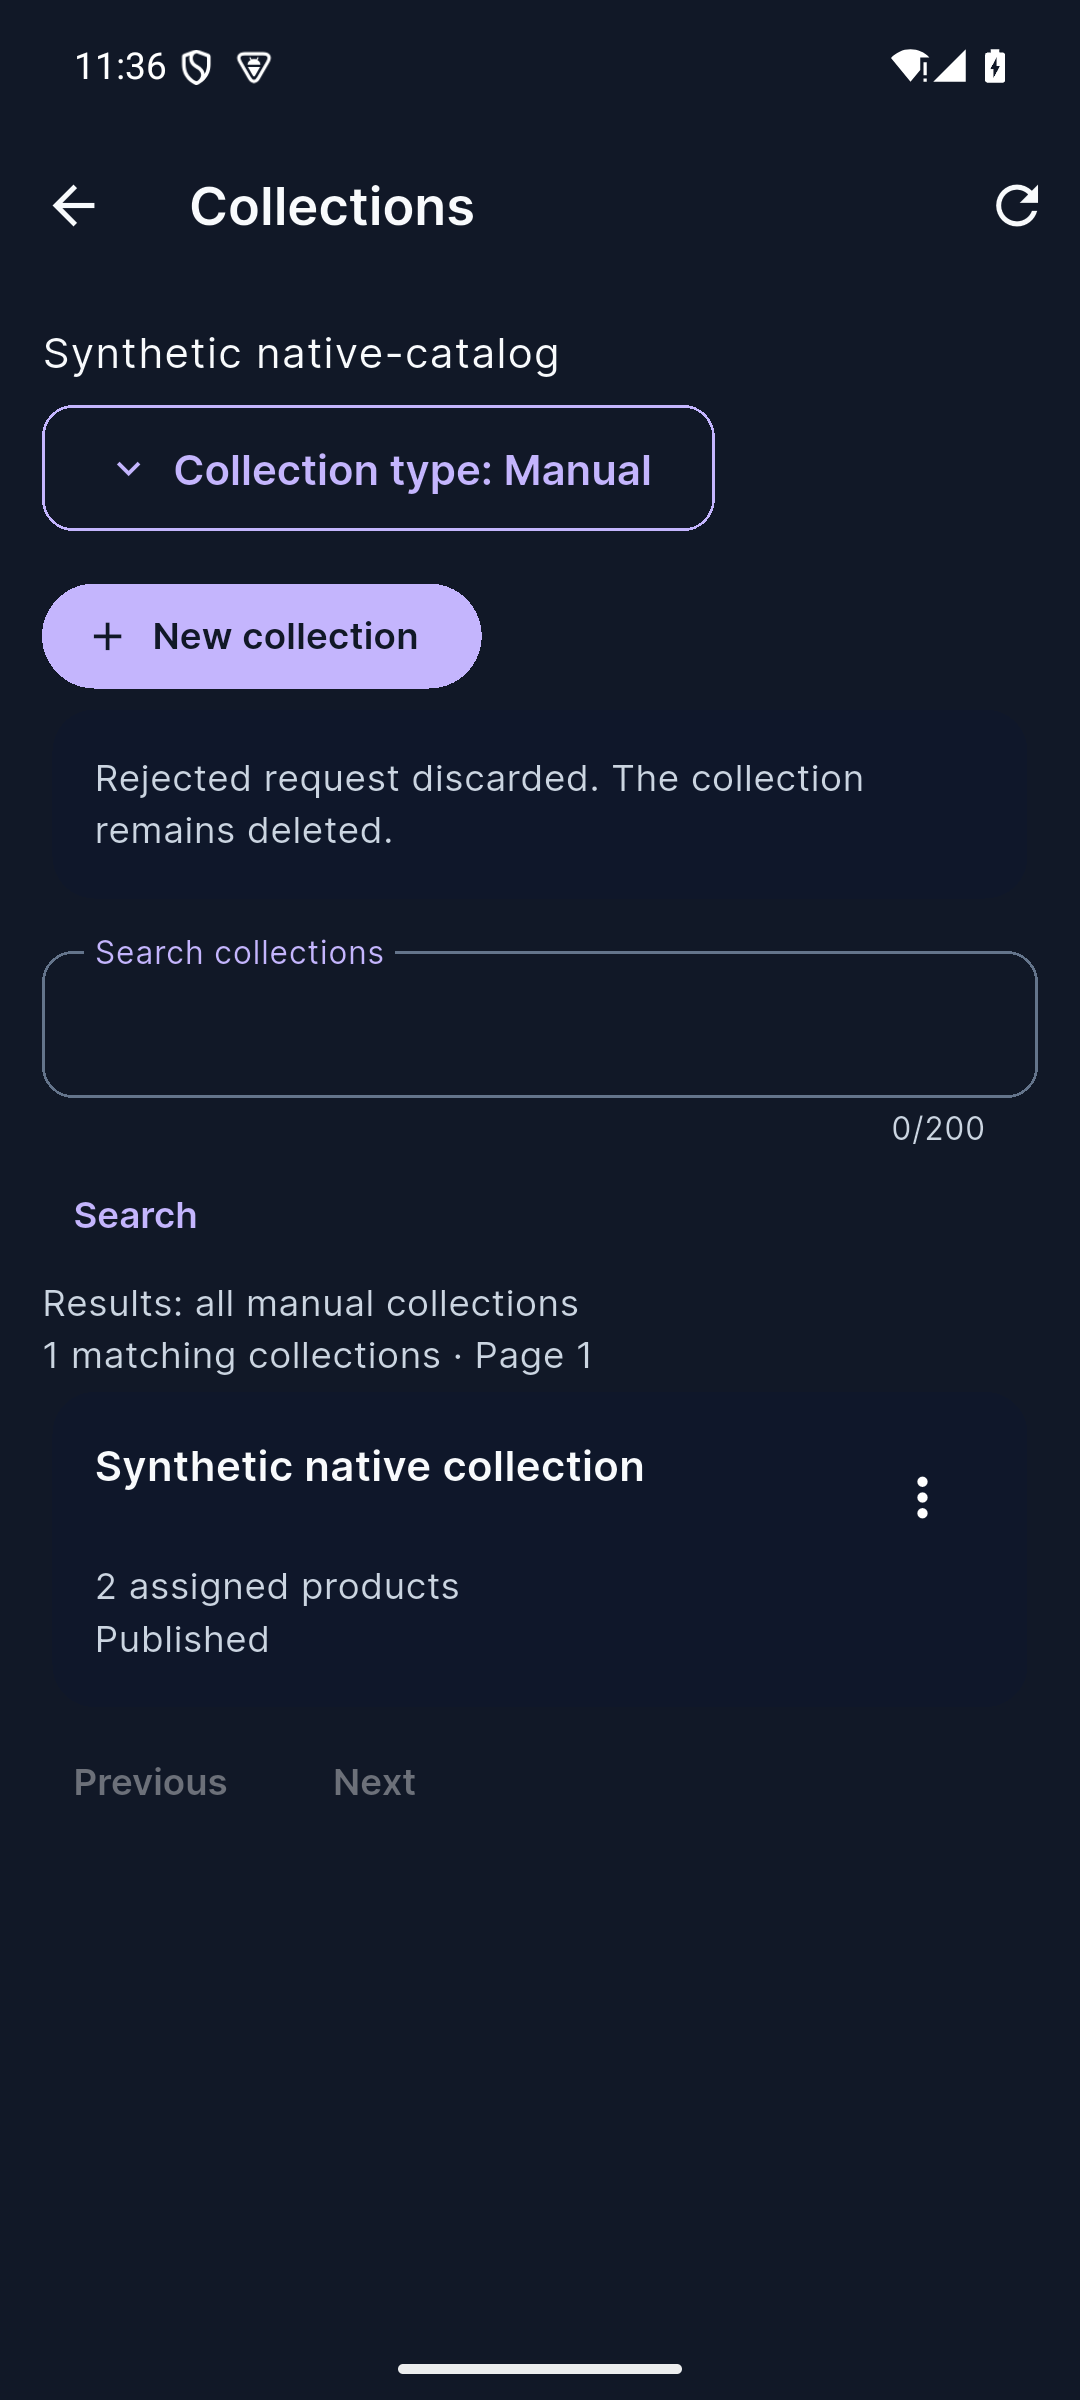 11:36
Collections
Synthetic native-catalog
Collection type: Manual
New collection
Rejected request discarded. The collection
remains deleted.
Search collections
0/200
Search
Results: all manual collections
1 matching collections · Page 1
Synthetic native collection
2 assigned products
Published
Previous Next